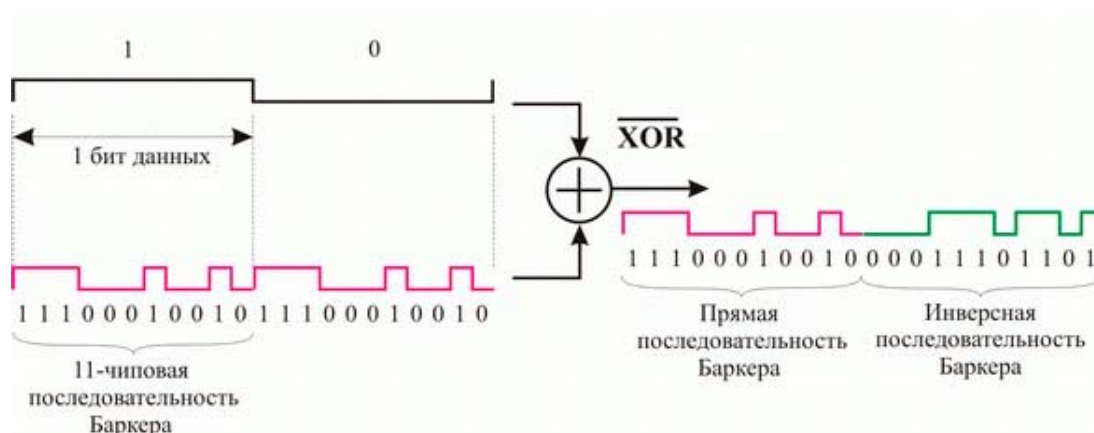 1 0
1 бит данных
XOR
1 1 1 0 0 0 1 0 0 1 0 1 1 1 0 0 0 1 0 0 1 0
11-чиповая
последовательность
Баркера
1 1 1 0 0 0 1 0 0 1 0 0 0 0 1 1 1 0 1 1 0 1
Прямая
последовательность
Баркера
Инверсная
последовательность
Баркера